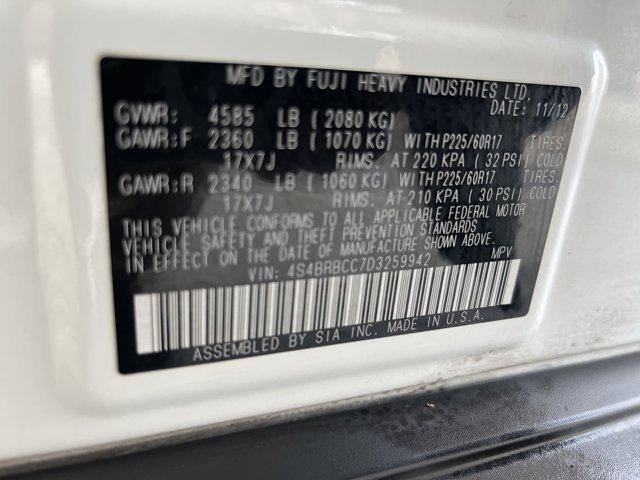 MFD BY FUJI HEAVY INDUSTRIES LTD.
DATE: 11/12
GVWR: 4585 LB ( 2080 KG)
GAWR:F 2360 LB ( 1070 KG) WITH P225/60R17 TIRES.
17X7J RIMS. AT 220 KPA ( 32 PSI) COLD
GAWR:R 2340 LB ( 1060 KG) WITH P225/60R17 TIRES.
17X7J RIMS. AT 210 KPA ( 30 PSI) COLD
THIS VEHICLE CONFORMS TO ALL APPLICABLE FEDERAL MOTOR
VEHICLE SAFETY AND THEFT PREVENTION STANDARDS
IN EFFECT ON THE DATE OF MANUFACTURE SHOWN ABOVE.
VIN: 4S4BRBCC7D3259942 MPV
ASSEMBLED BY SIA INC. MADE IN U.S.A.